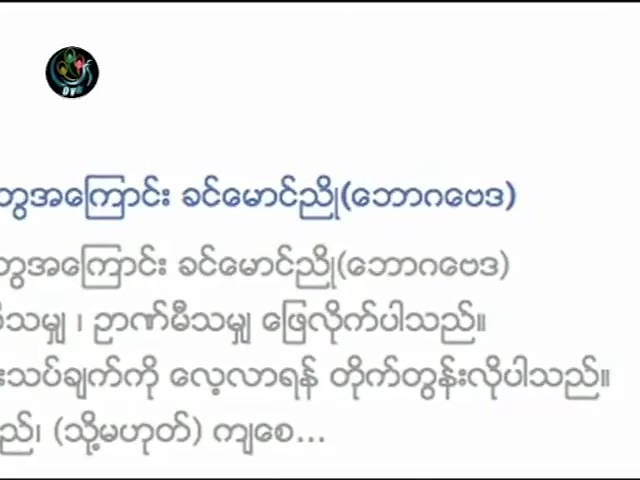 DVB
တွေအကြောင်း ခင်မောင်ညို(ဘောဂဗေဒ)
တွေအကြောင်း ခင်မောင်ညို(ဘောဂဗေဒ)
မီသမျှ ၊ ဉာဏ်မီသမျှ ဖြေလိုက်ပါသည်။
သပ်ချက်ကို လေ့လာရန် တိုက်တွန်းလိုပါသည်။
(သို့မဟုတ်) ကျစေ...